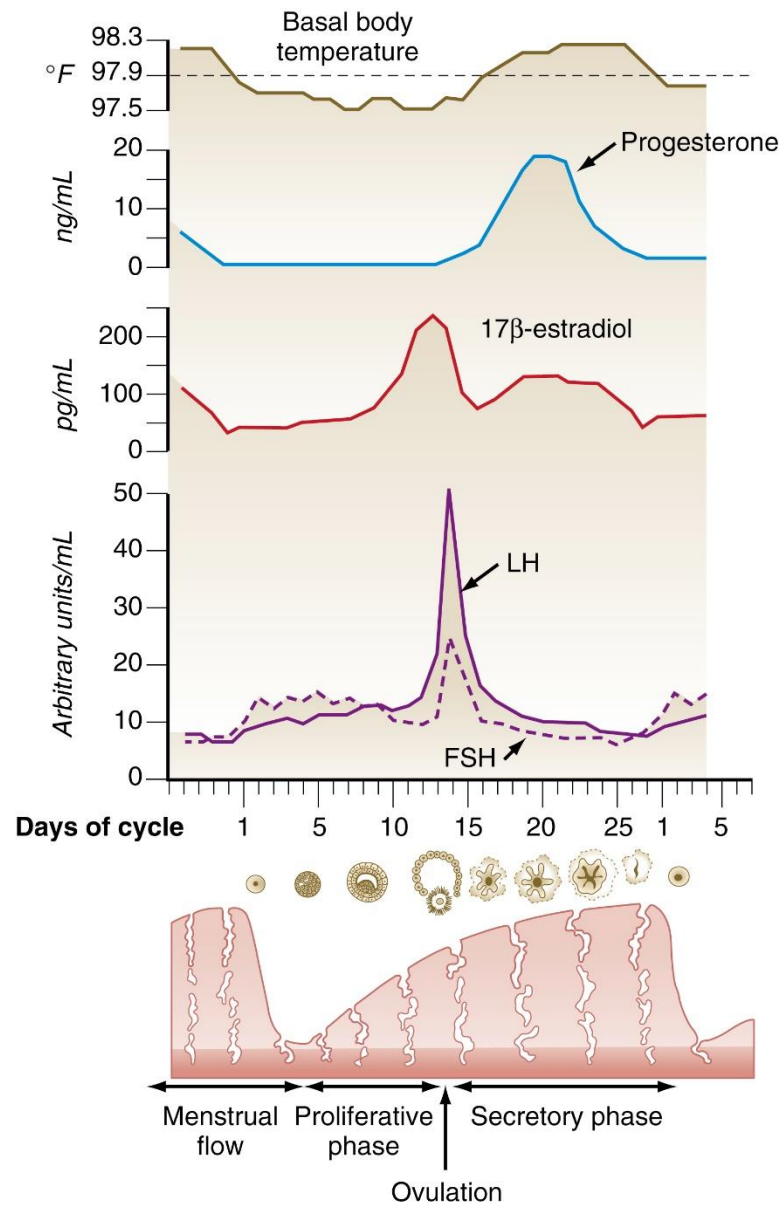 Basal body
temperature
°F
98.3
97.9
97.5
Progesterone
ng/mL
20
10
0
17β-estradiol
pg/mL
200
100
0
LH
FSH
Arbitrary units/mL
50
40
30
20
10
0
Days of cycle 1 5 10 15 20 25 1 5
Menstrual
flow
Proliferative
phase
Secretory phase
Ovulation